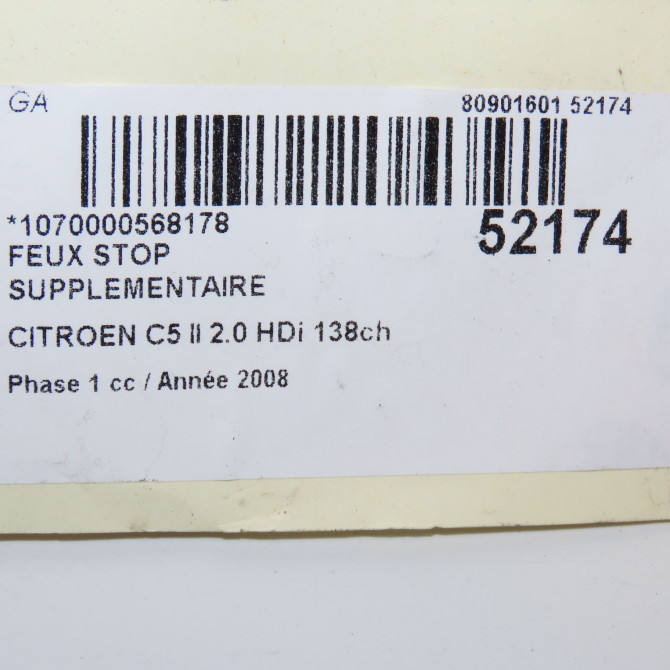 GA
80901601 52174
*1070000568178
52174
FEUX STOP
SUPPLEMENTAIRE
CITROEN C5 II 2.0 HDi 138ch
Phase 1 cc / Année 2008